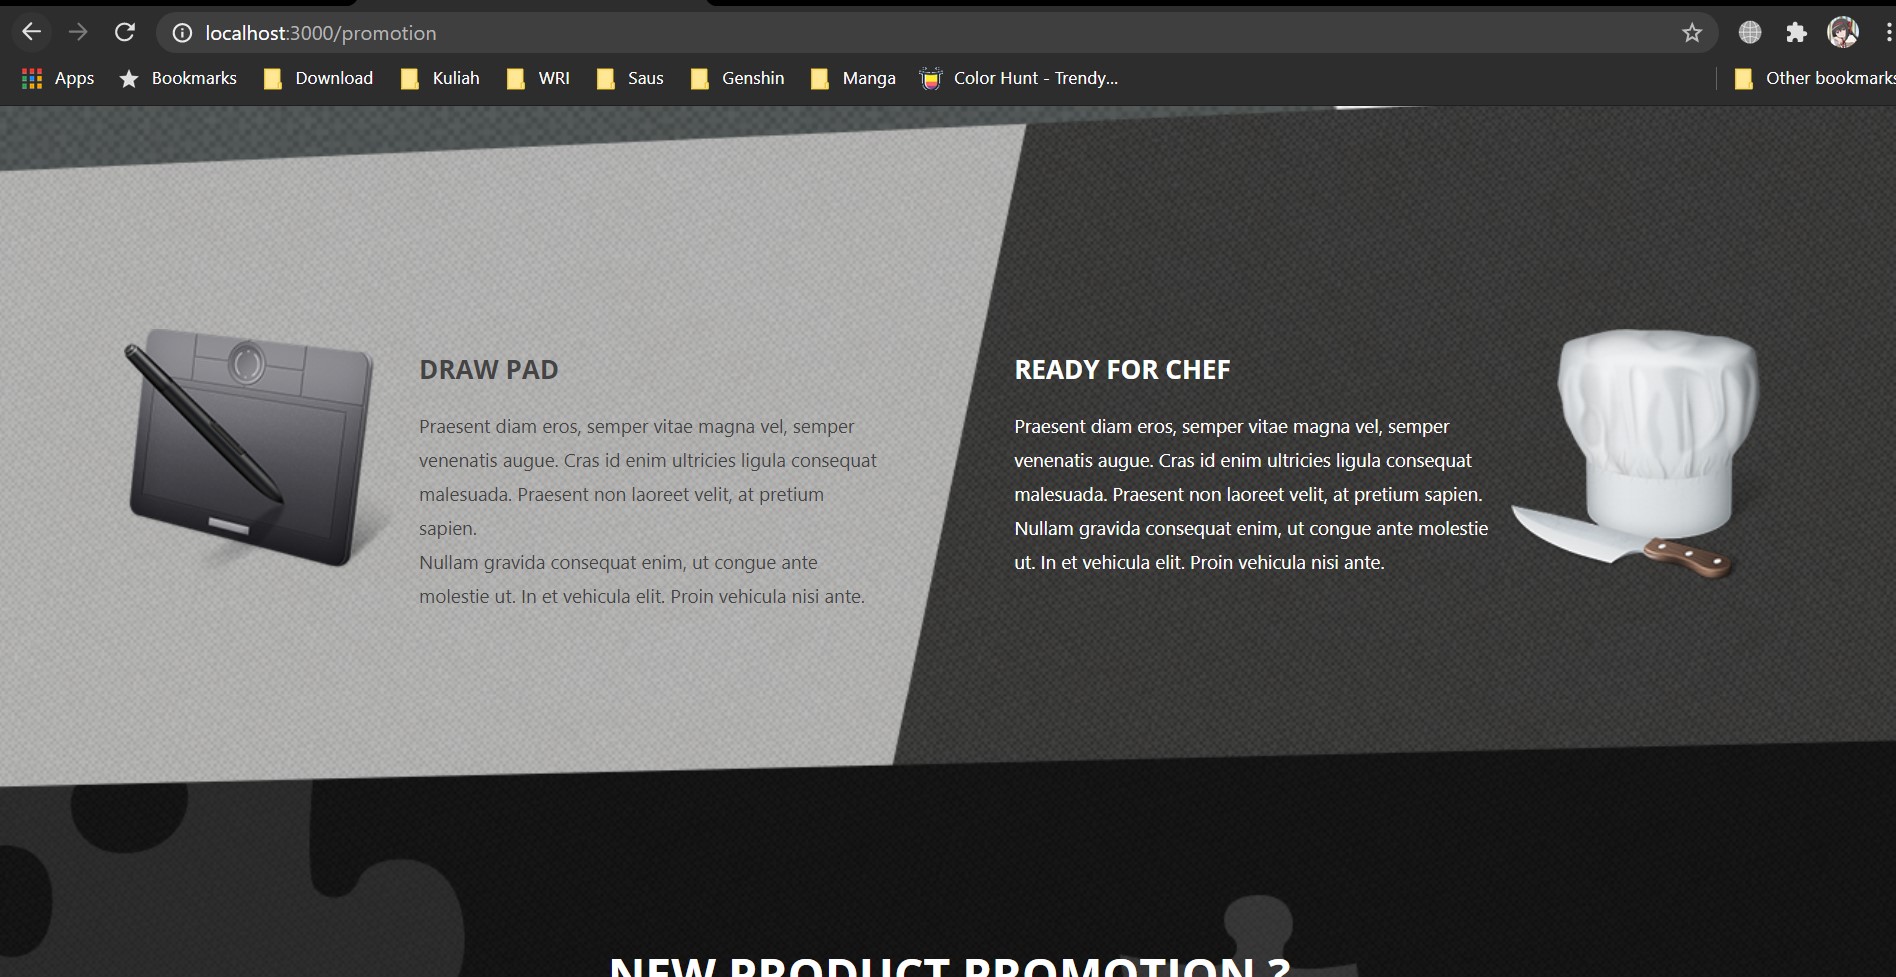 localhost:3000/promotion
Apps Bookmarks Download Kuliah WRI Saus Genshin Manga Color Hunt - Trendy... Other bookmarks
DRAW PAD
Praesent diam eros, semper vitae magna vel, semper
venenatis augue. Cras id enim ultricies ligula consequat
malesuada. Praesent non laoreet velit, at pretium
sapien.
Nullam gravida consequat enim, ut congue ante
molestie ut. In et vehicula elit. Proin vehicula nisi ante.
READY FOR CHEF
Praesent diam eros, semper vitae magna vel, semper
venenatis augue. Cras id enim ultricies ligula consequat
malesuada. Praesent non laoreet velit, at pretium sapien.
Nullam gravida consequat enim, ut congue ante molestie
ut. In et vehicula elit. Proin vehicula nisi ante.
NEW PRODUCT PROMOTION ?